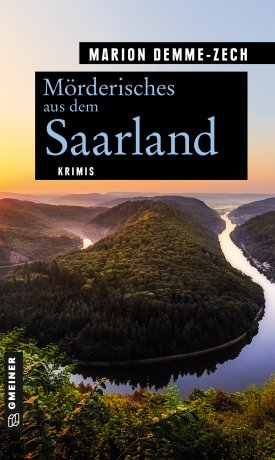 MARION DEMME-ZECH
Mörderisches
aus dem
Saarland
KRIMIS
GMEINER